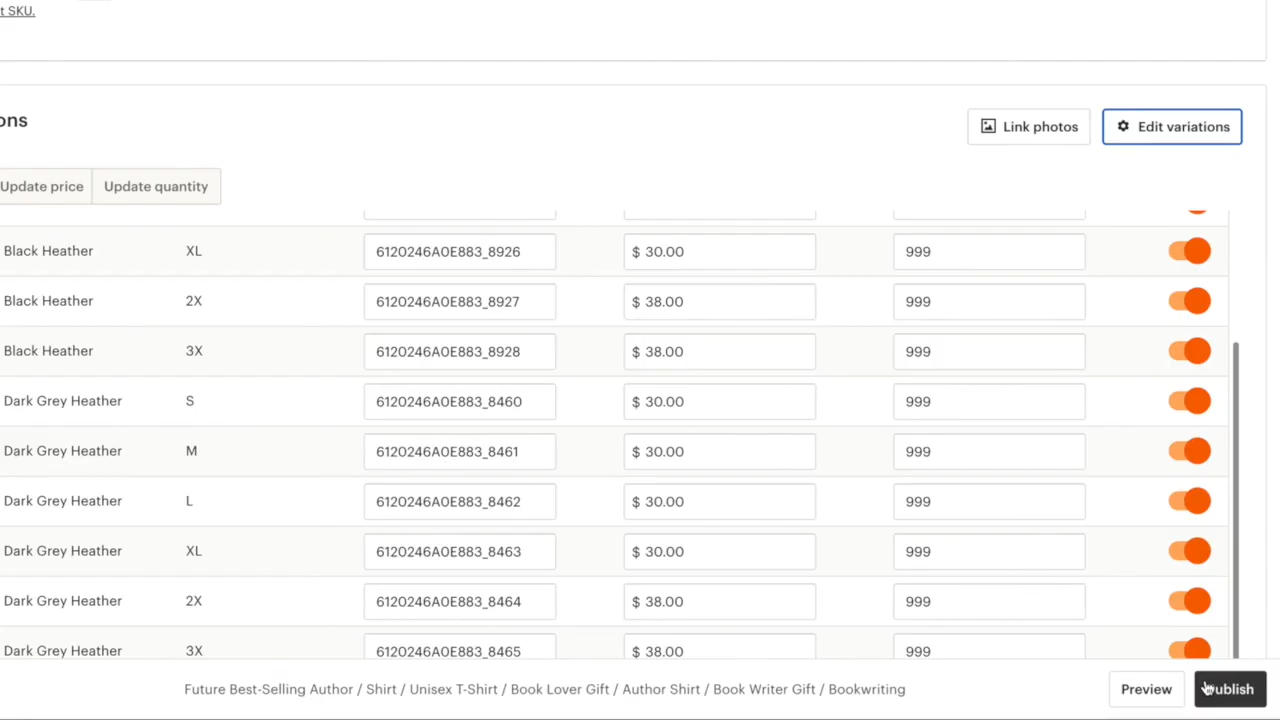 t SKU.
ons
Link photos
Edit variations
Update price
Update quantity
Black Heather XL 6120246A0E883_8926 $ 30.00 999
Black Heather 2X 6120246A0E883_8927 $ 38.00 999
Black Heather 3X 6120246A0E883_8928 $ 38.00 999
Dark Grey Heather S 6120246A0E883_8460 $ 30.00 999
Dark Grey Heather M 6120246A0E883_8461 $ 30.00 999
Dark Grey Heather L 6120246A0E883_8462 $ 30.00 999
Dark Grey Heather XL 6120246A0E883_8463 $ 30.00 999
Dark Grey Heather 2X 6120246A0E883_8464 $ 38.00 999
Dark Grey Heather 3X 6120246A0E883_8465 $ 38.00 999
Future Best-Selling Author / Shirt / Unisex T-Shirt / Book Lover Gift / Author Shirt / Book Writer Gift / Bookwriting
Preview
Publish